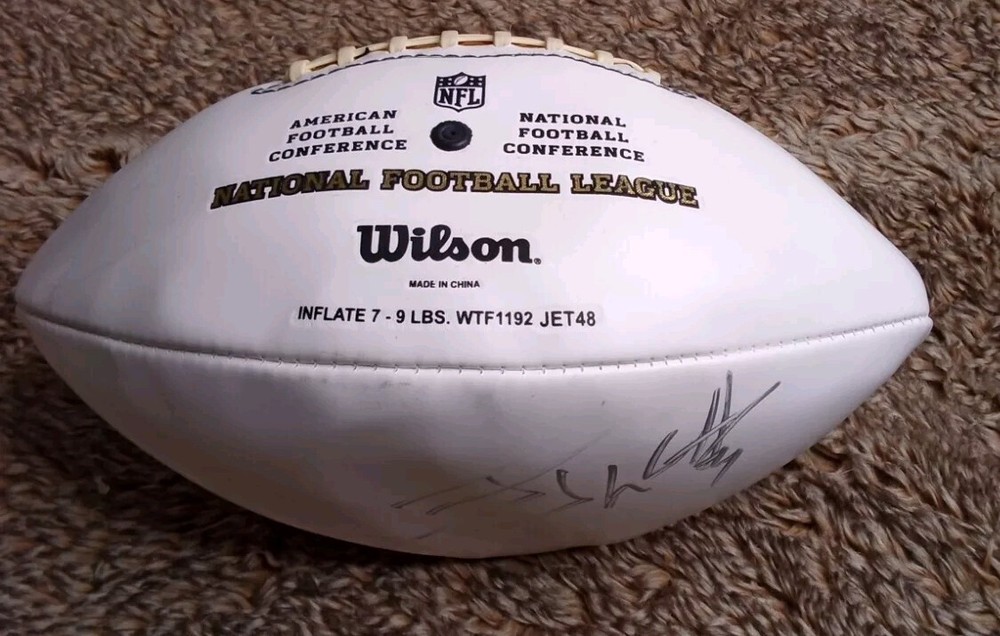 NFL
AMERICAN
FOOTBALL
CONFERENCE
NATIONAL
FOOTBALL
CONFERENCE
NATIONAL FOOTBALL LEAGUE
Wilson.
MADE IN CHINA
INFLATE 7 - 9 LBS. WTF1192 JET48